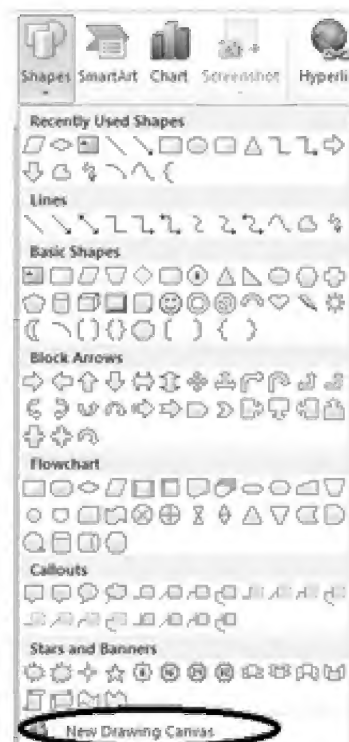 Shapes SmartArt Chart Screenshot Hyperli
Recently Used Shapes
Lines
Basic Shapes
Block Arrows
Flowchart
Callouts
Stars and Banners
New Drawing Canvas